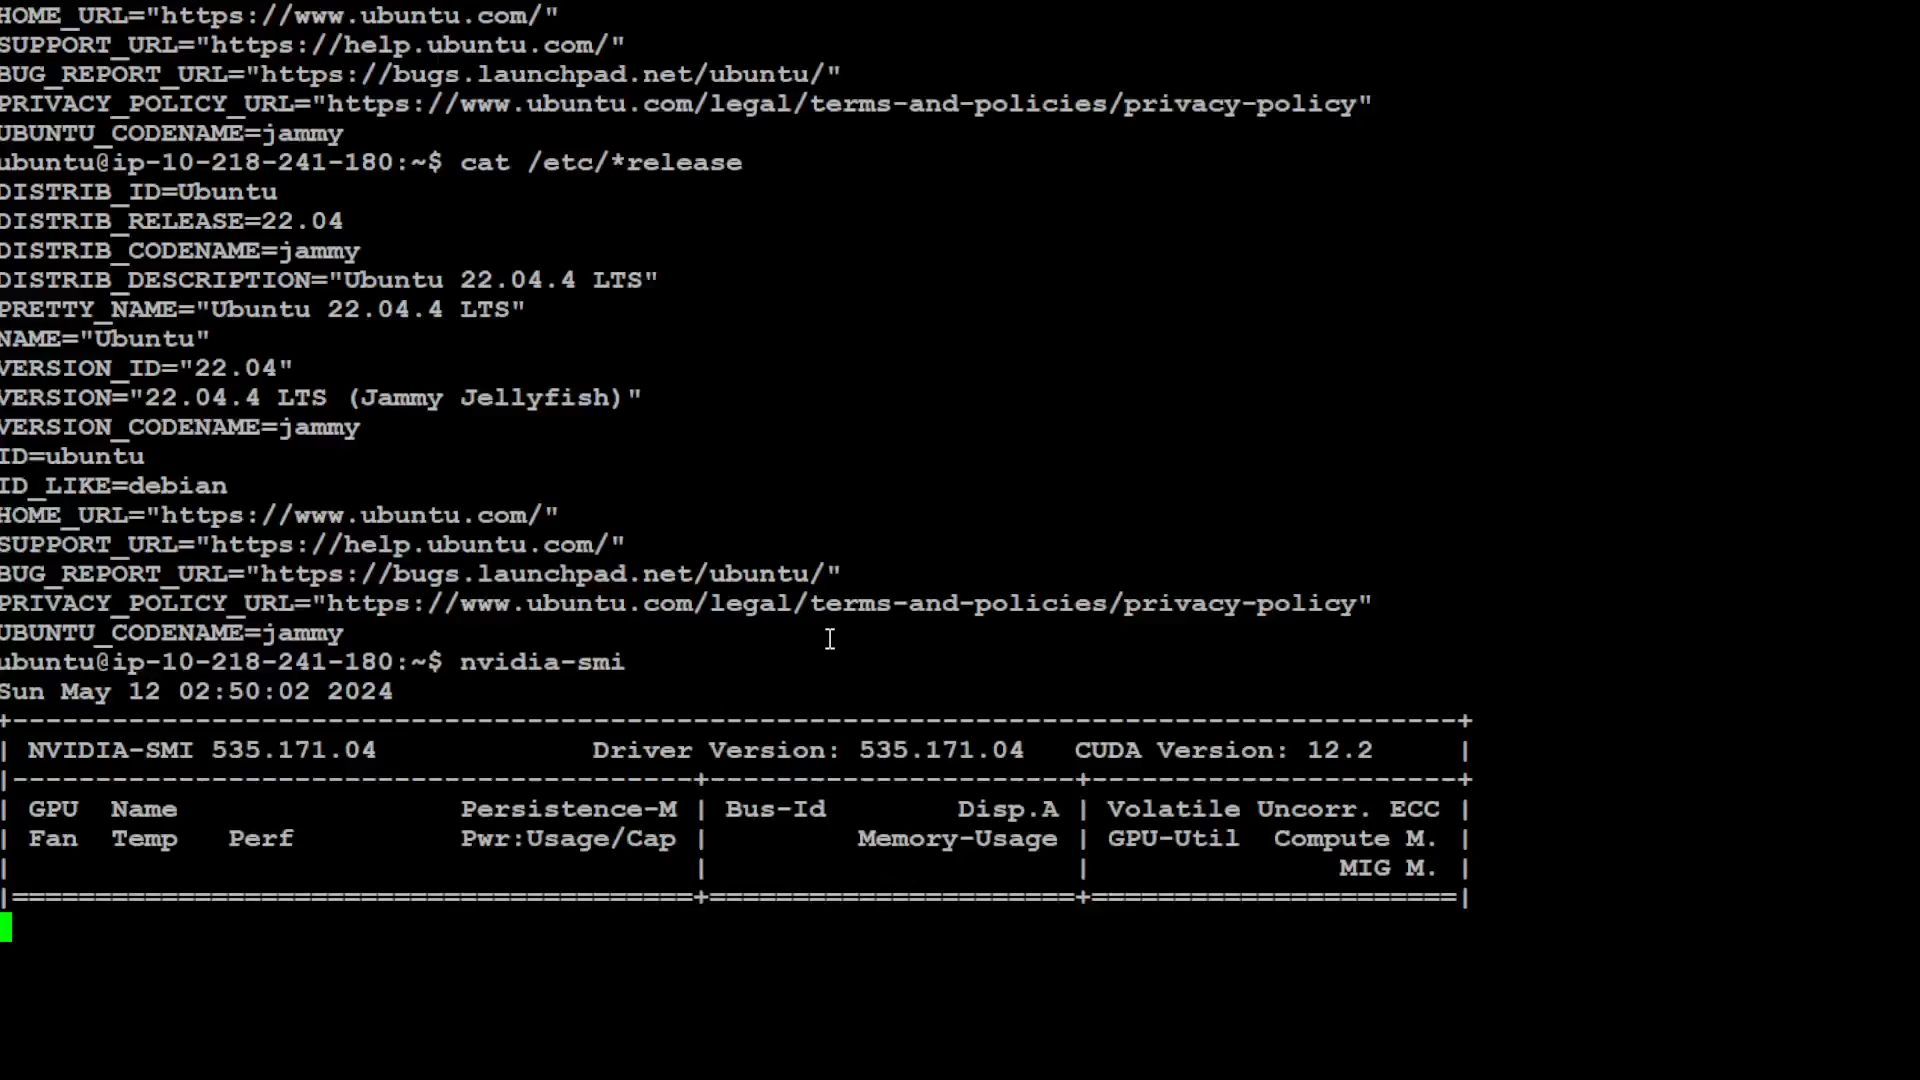 HOME_URL="https://www.ubuntu.com/"
SUPPORT_URL="https://help.ubuntu.com/"
BUG_REPORT_URL="https://bugs.launchpad.net/ubuntu/"
PRIVACY_POLICY_URL="https://www.ubuntu.com/legal/terms-and-policies/privacy-policy"
UBUNTU_CODENAME=jammy
ubuntu@ip-10-218-241-180:~$ cat /etc/*release
DISTRIB_ID=Ubuntu
DISTRIB_RELEASE=22.04
DISTRIB_CODENAME=jammy
DISTRIB_DESCRIPTION="Ubuntu 22.04.4 LTS"
PRETTY_NAME="Ubuntu 22.04.4 LTS"
NAME="Ubuntu"
VERSION_ID="22.04"
VERSION="22.04.4 LTS (Jammy Jellyfish)"
VERSION_CODENAME=jammy
ID=ubuntu
ID_LIKE=debian
HOME_URL="https://www.ubuntu.com/"
SUPPORT_URL="https://help.ubuntu.com/"
BUG_REPORT_URL="https://bugs.launchpad.net/ubuntu/"
PRIVACY_POLICY_URL="https://www.ubuntu.com/legal/terms-and-policies/privacy-policy"
UBUNTU_CODENAME=jammy
ubuntu@ip-10-218-241-180:~$ nvidia-smi
Sun May 12 02:50:02 2024
+---------------------------------------------------------------------------------------+
| NVIDIA-SMI 535.171.04             Driver Version: 535.171.04   CUDA Version: 12.2     |
|-----------------------------------------+----------------------+----------------------+
| GPU  Name                 Persistence-M | Bus-Id        Disp.A | Volatile Uncorr. ECC |
| Fan  Temp   Perf          Pwr:Usage/Cap |         Memory-Usage | GPU-Util  Compute M. |
|                                         |                      |               MIG M. |
|=========================================+======================+======================|